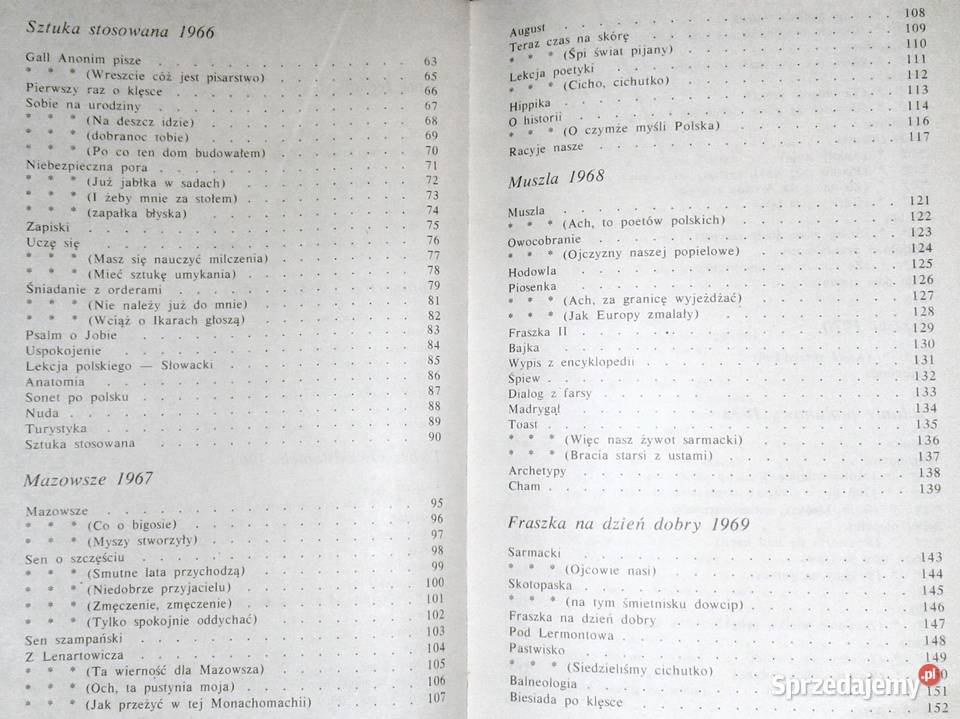 Sztuka stosowana 1966
Gall Anonim pisze . . . . . . . . 63
* * * (Wreszcie cóż jest pisarstwo) . . . . . . . . 65
Pierwszy raz o klęsce . . . . . . . . 66
Sobie na urodziny . . . . . . . . 67
* * * (Na deszcz idzie) . . . . . . . . 68
* * * (dobranoc tobie) . . . . . . . . 69
* * * (Po co ten dom budowałem) . . . . . . . . 70
Niebezpieczna pora . . . . . . . . 71
* * * (Już jabłka w sadach) . . . . . . . . 72
* * * (I żeby mnie za stołem) . . . . . . . . 73
* * * (zapałka błyska) . . . . . . . . 74
Zapiski . . . . . . . . 75
Uczę się . . . . . . . . 76
* * * (Masz się nauczyć milczenia) . . . . . . . . 77
* * * (Mieć sztukę umykania) . . . . . . . . 78
Śniadanie z orderami . . . . . . . . 79
* * * (Nie należy już do mnie) . . . . . . . . 81
* * * (Wciąż o Ikarach głoszą) . . . . . . . . 82
Psalm o Jobie . . . . . . . . 83
Uspokojenie . . . . . . . . 84
Lekcja polskiego — Słowacki . . . . . . . . 85
Anatomia . . . . . . . . 86
Sonet po polsku . . . . . . . . 87
Nuda . . . . . . . . 88
Turystyka . . . . . . . . 89
Sztuka stosowana . . . . . . . . 90
Mazowsze 1967
Mazowsze . . . . . . . . 95
* * * (Co o bigosie) . . . . . . . . 96
* * * (Myszy stworzyły) . . . . . . . . 97
Sen o szczęściu . . . . . . . . 98
* * * (Smutne lata przychodzą) . . . . . . . . 99
* * * (Niedobrze przyjacielu) . . . . . . . . 100
* * * (Zmęczenie, zmęczenie) . . . . . . . . 101
* * * (Tylko spokojnie oddychać) . . . . . . . . 102
Sen szampański . . . . . . . . 103
Z Lenartowicza . . . . . . . . 104
* * * (Ta wierność dla Mazowsza) . . . . . . . . 105
* * * (Och, ta pustynia moja) . . . . . . . . 106
* * * (Jak przeżyć w tej Monachomachii) . . . . . . . . 107
August . . . . . . . . 108
Teraz czas na skórę . . . . . . . . 109
* * * (Śpi świat pijany) . . . . . . . . 110
Lekcja poetyki . . . . . . . . 111
* * * (Cicho, cichutko) . . . . . . . . 112
Hippika . . . . . . . . 113
O historii . . . . . . . . 114
* * * (O czymże myśli Polska) . . . . . . . . 116
Racyje nasze . . . . . . . . 117
Muszla 1968
Muszla . . . . . . . . 121
* * * (Ach, to poetów polskich) . . . . . . . . 122
Owocobranie . . . . . . . . 123
* * * (Ojczyzny naszej popielowe) . . . . . . . . 124
Hodowla . . . . . . . . 125
Piosenka . . . . . . . . 126
* * * (Ach, za granicę wyjeżdżać) . . . . . . . . 127
* * * (Jak Europy zmalały) . . . . . . . . 128
Fraszka II . . . . . . . . 129
Bajka . . . . . . . . 130
Wypis z encyklopedii . . . . . . . . 131
Śpiew . . . . . . . . 132
Dialog z farsy . . . . . . . . 133
Madrygał . . . . . . . . 134
Toast . . . . . . . . 135
* * * (Więc nasz żywot sarmacki) . . . . . . . . 136
* * * (Bracia starsi z ustami) . . . . . . . . 137
Archetypy . . . . . . . . 138
Cham . . . . . . . . 139
Fraszka na dzień dobry 1969
Sarmacki . . . . . . . . 143
* * * (Ojcowie nasi) . . . . . . . . 144
Skotopaska . . . . . . . . 145
* * * (na tym śmietnisku dowcip) . . . . . . . . 146
Fraszka na dzień dobry . . . . . . . . 147
Pod Lermontowa . . . . . . . . 148
Pastwisko . . . . . . . . 149
* * * (Siedzieliśmy cichutko) . . . . . . . .
Balneologia . . . . . . . . 151
Biesiada po klęsce . . . . . . . . 152
Sprzedajemy.pl